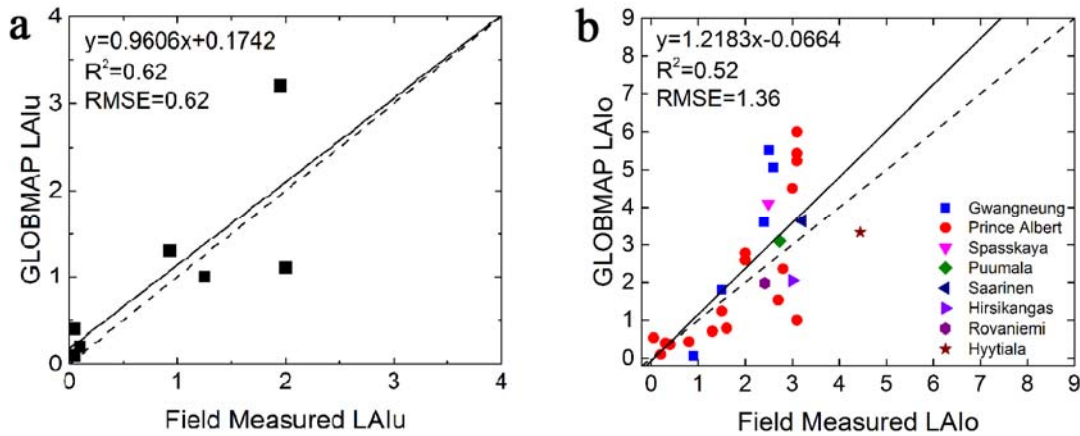 a
y=0.9606x+0.1742
R²=0.62
RMSE=0.62
GLOBMAP LAIu
4
3
2
1
0
0 1 2 3 4
Field Measured LAIu
b
y=1.2183x-0.0664
R²=0.52
RMSE=1.36
GLOBMAP LAIo
9
8
7
6
5
4
3
2
1
0
Gwangneung
Prince Albert
Spasskaya
Puumala
Saarinen
Hirsikangas
Rovaniemi
Hyytiala
0 1 2 3 4 5 6 7 8 9
Field Measured LAIo